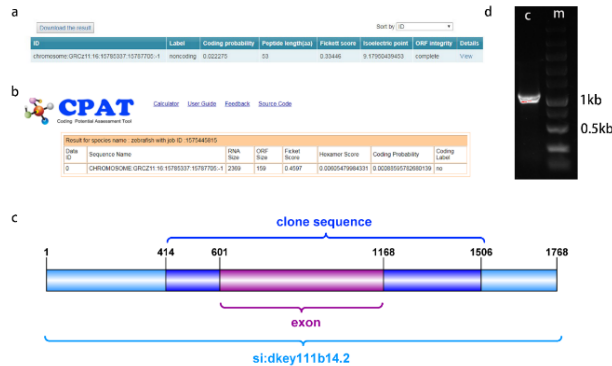 a
Download the result
Sort by ID
ID Label Coding probability Peptide length(aa) Fickett score Isoelectric point ORF integrity Details
chromosome:GRCz11:16:15785337:15787705:-1 noncoding 0.022275 53 0.33446 9.17950439453 complete View
b
CPAT
Coding Potential Assessment Tool
Calculator User Guide Feedback Source Code
Result for species name : zebrafish with job ID :1575445815
Data ID Sequence Name RNA Size ORF Size Ficket Score Hexamer Score Coding Probability Coding Label
0 CHROMOSOME:GRCZ11:16:15785337:15787705:-1 2369 159 0.4597 no
c
clone sequence
1 414 601 1168 1506 1768
exon
si:dkey111b14.2
d
c m
1kb
0.5kb